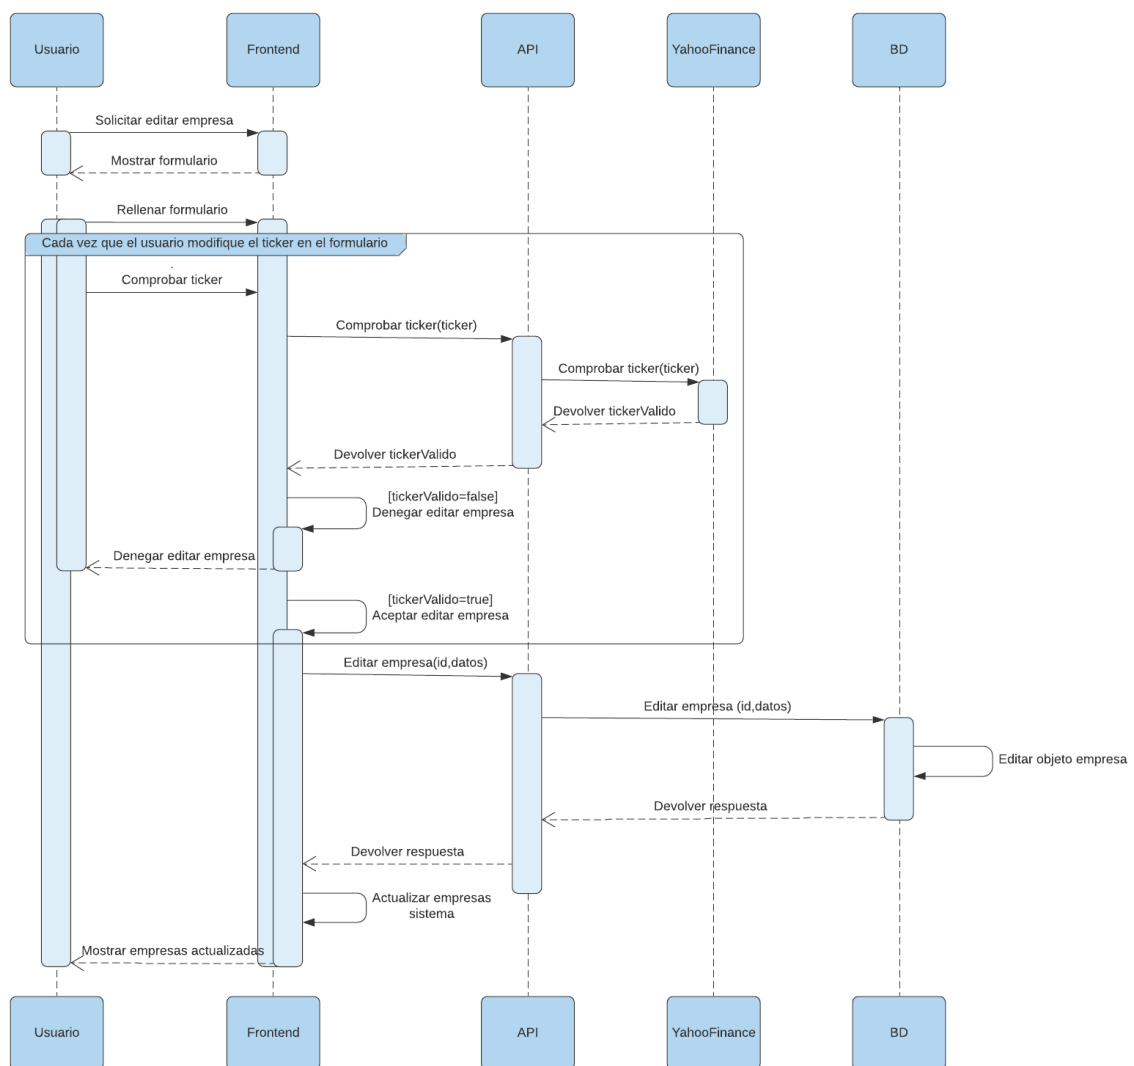 Usuario
Frontend
API
YahooFinance
BD
Solicitar editar empresa
Mostrar formulario
Rellenar formulario
Cada vez que el usuario modifique el ticker en el formulario
.
Comprobar ticker
Comprobar ticker(ticker)
Comprobar ticker(ticker)
Devolver tickerValido
Devolver tickerValido
[tickerValido=false]
Denegar editar empresa
Denegar editar empresa
[tickerValido=true]
Aceptar editar empresa
Editar empresa(id,datos)
Editar empresa (id,datos)
Editar objeto empresa
Devolver respuesta
Devolver respuesta
Actualizar empresas
sistema
Mostrar empresas actualizadas
Usuario
Frontend
API
YahooFinance
BD